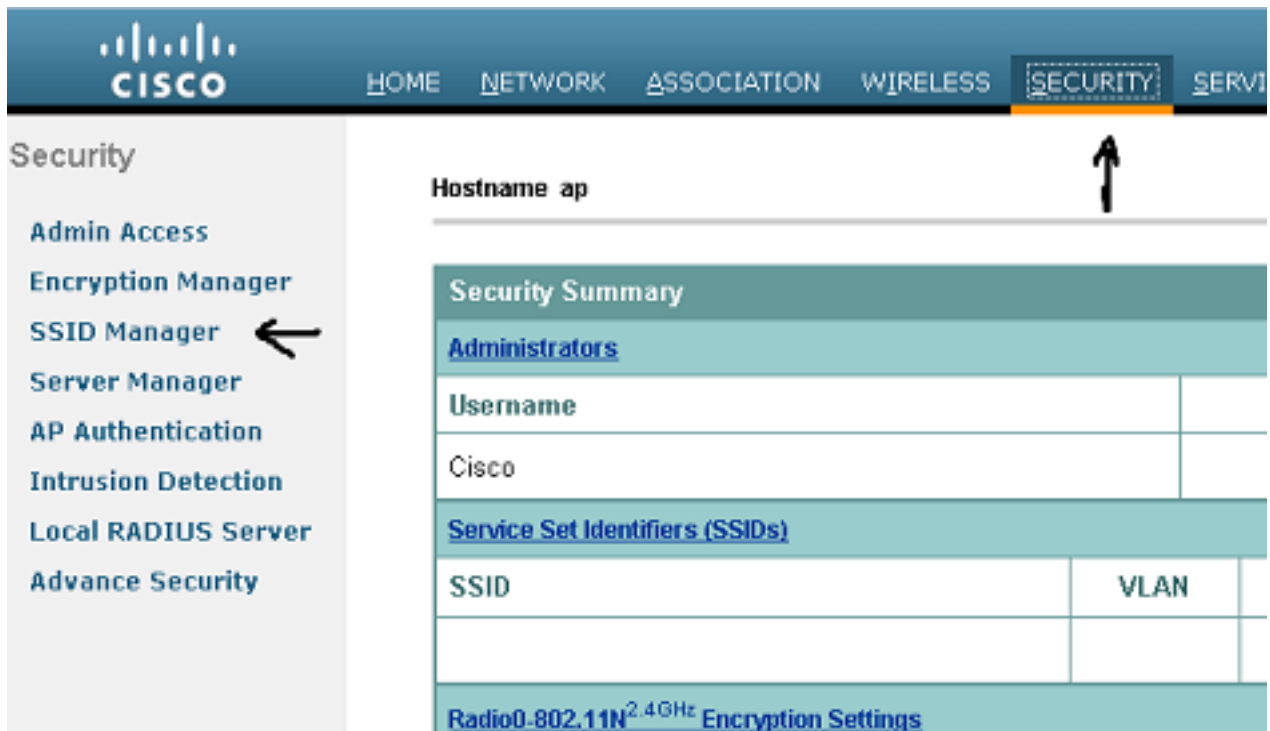 CISCO
HOME NETWORK ASSOCIATION WIRELESS SECURITY SERVI
Security
Hostname ap
Admin Access
Encryption Manager
SSID Manager
Server Manager
AP Authentication
Intrusion Detection
Local RADIUS Server
Advance Security
Security Summary
Administrators
Username
Cisco
Service Set Identifiers (SSIDs)
SSID VLAN
Radio0-802.11N2.4GHz Encryption Settings